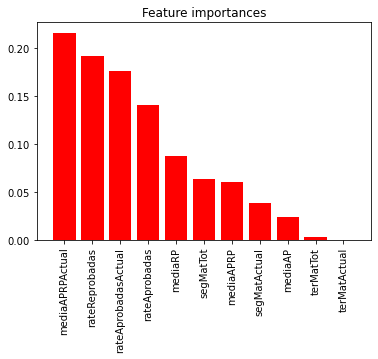 Feature importances
0.20
0.15
0.10
0.05
0.00
mediaAPRPActual
rateReprobadas
rateAprobadasActual
rateAprobadas
mediaRP
segMatTot
mediaAPRP
segMatActual
mediaAP
terMatTot
terMatActual